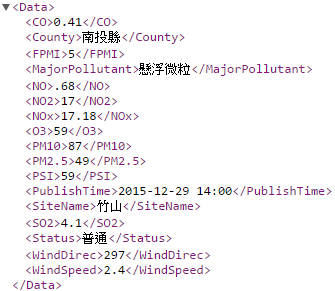 ▼<Data>
<CO>0.41</CO>
<County>南投縣</County>
<FPMI>5</FPMI>
<MajorPollutant>懸浮微粒</MajorPollutant>
<NO>.68</NO>
<NO2>17</NO2>
<NOx>17.18</NOx>
<O3>59</O3>
<PM10>87</PM10>
<PM2.5>49</PM2.5>
<PSI>59</PSI>
<PublishTime>2015-12-29 14:00</PublishTime>
<SiteName>竹山</SiteName>
<SO2>4.1</SO2>
<Status>普通</Status>
<WindDirec>297</WindDirec>
<WindSpeed>2.4</WindSpeed>
</Data>